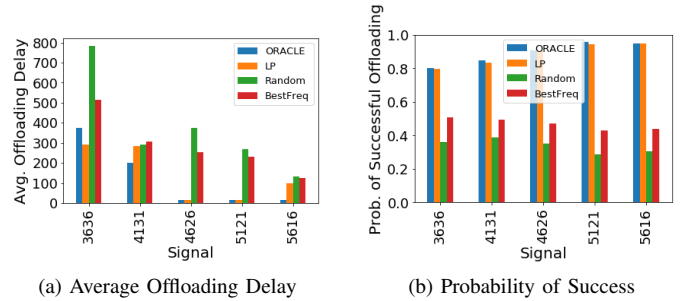 Avg. Offloading Delay
800
700
600
500
400
300
200
100
0
ORACLE
LP
Random
BestFreq
3636
4131
4626
5121
5616
Signal
(a) Average Offloading Delay
Prob. of Successful Offloading
1.0
0.8
0.6
0.4
0.2
0.0
ORACLE
LP
Random
BestFreq
3636
4131
4626
5121
5616
Signal
(b) Probability of Success